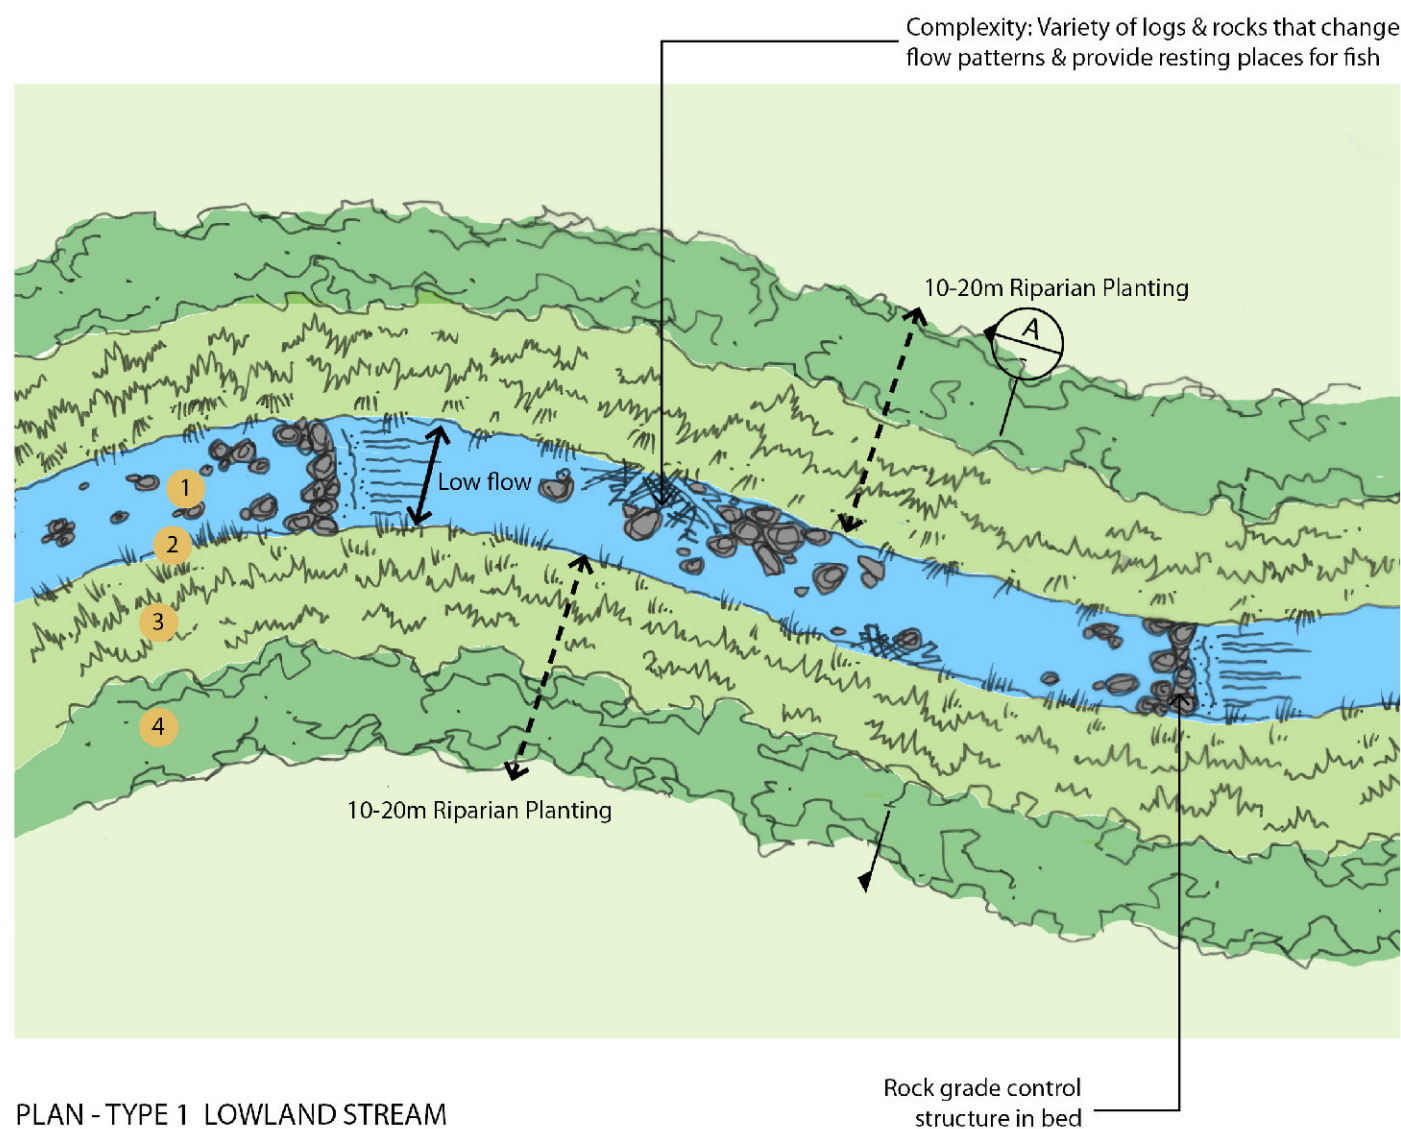 Complexity: Variety of logs & rocks that change
flow patterns & provide resting places for fish
10-20m Riparian Planting
A
Low flow
1
2
3
4
10-20m Riparian Planting
Rock grade control
structure in bed
PLAN - TYPE 1 LOWLAND STREAM